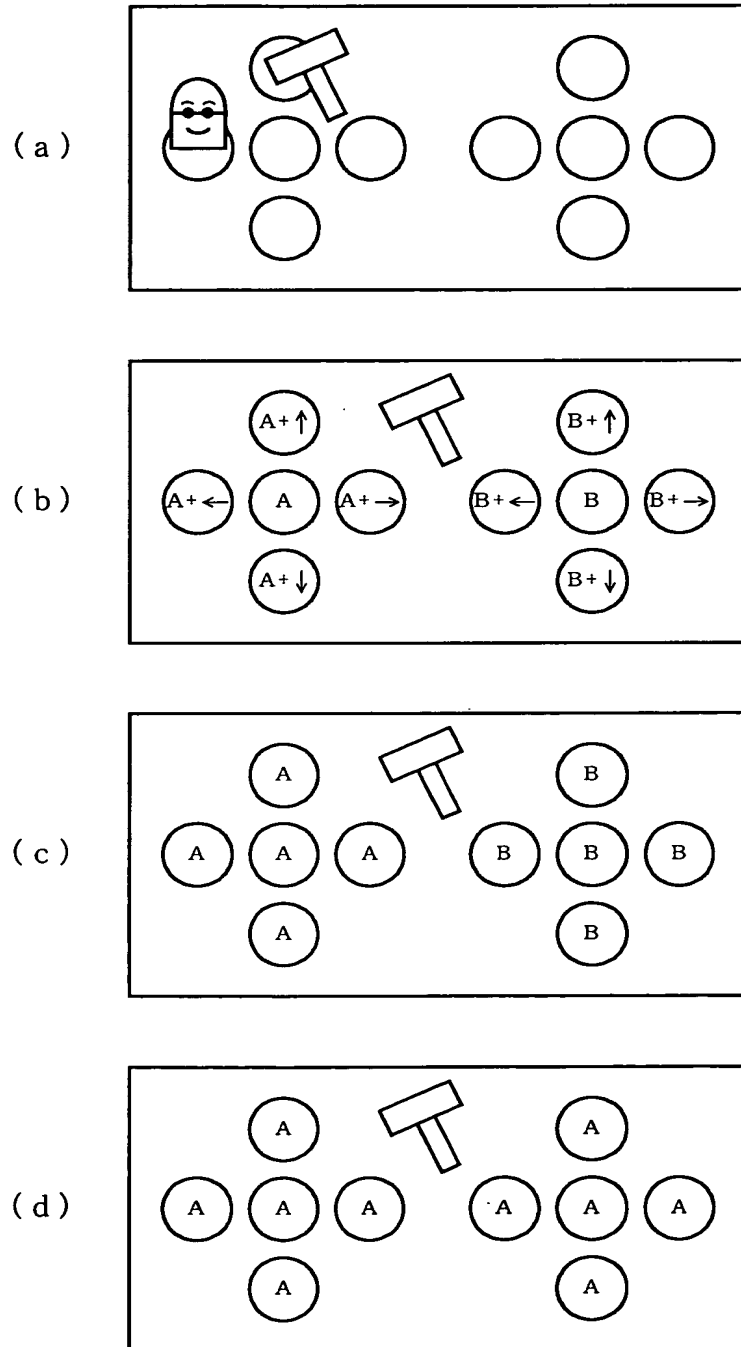 (a)
(b)
A+↑ B+↑
A+← A A+→ B+← B B+→
A+↓ B+↓
(c)
A B
A A A B B B
A B
(d)
A A
A A A A A A
A A